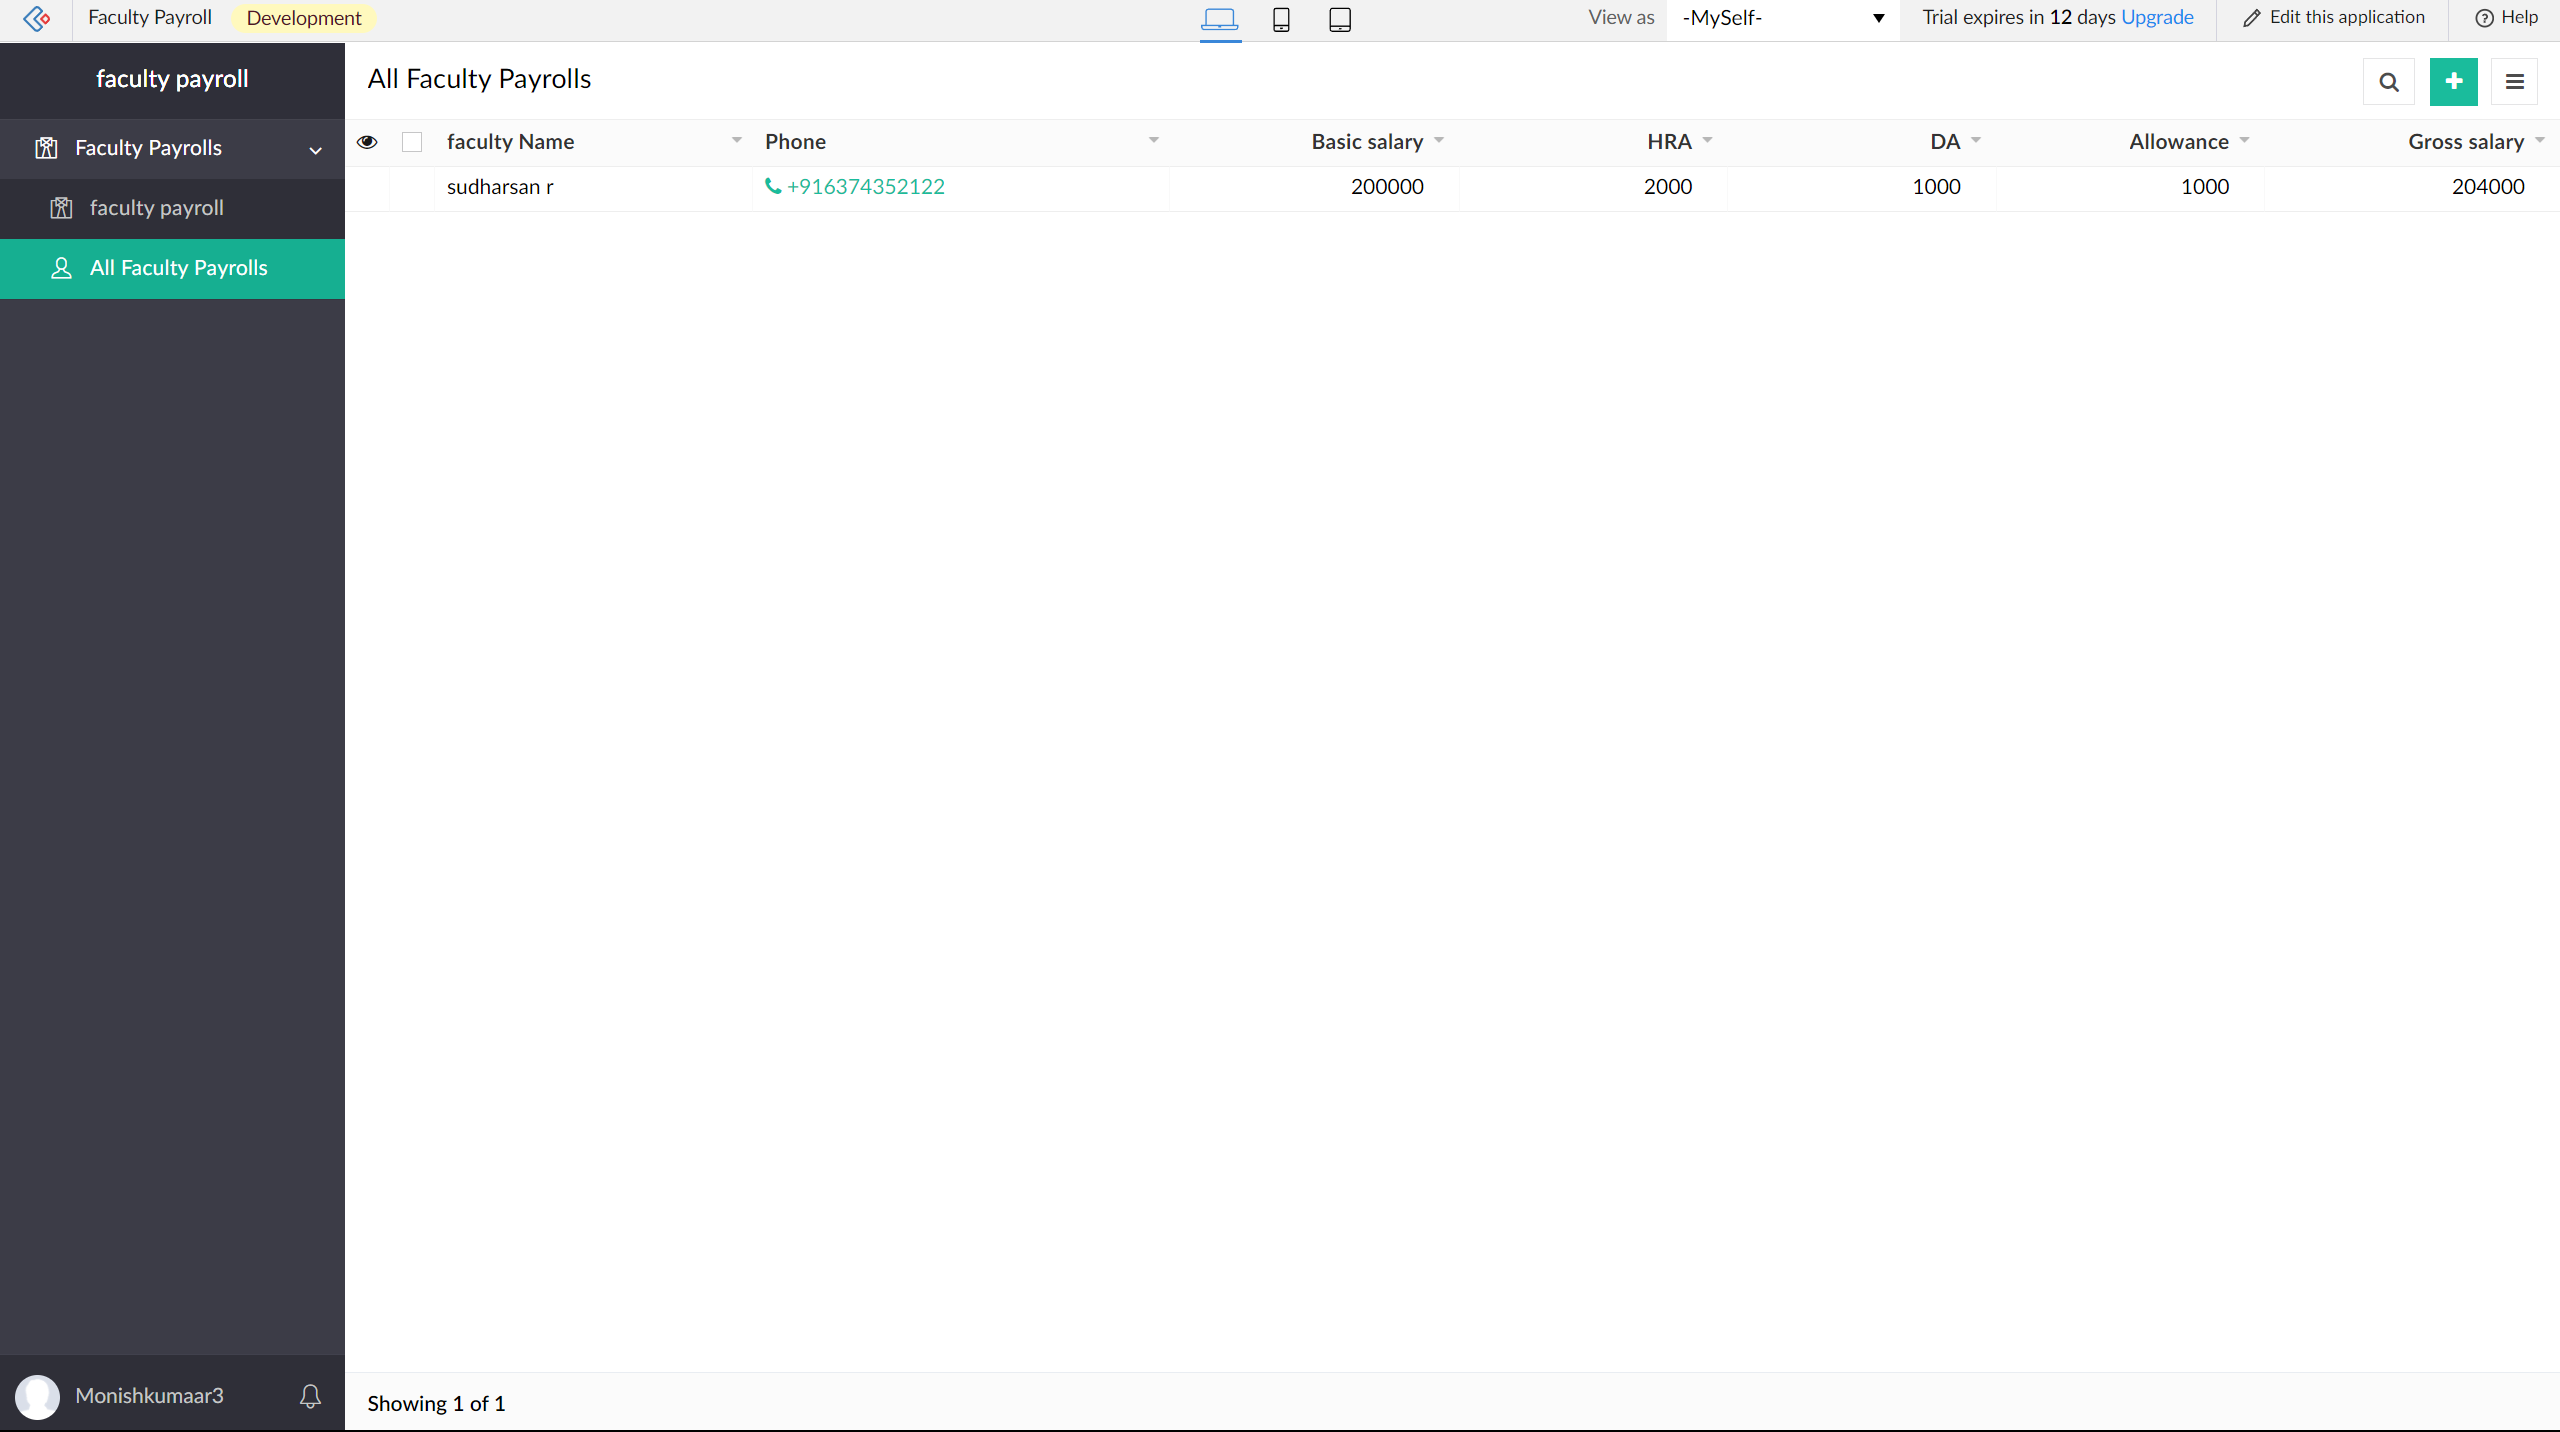 Faculty Payroll Development View as -MySelf- Trial expires in 12 days Upgrade Edit this application Help
faculty payroll
Faculty Payrolls
faculty payroll
All Faculty Payrolls
All Faculty Payrolls
faculty Name Phone Basic salary HRA DA Allowance Gross salary
sudharsan r +916374352122 200000 2000 1000 1000 204000
Monishkumaar3
Showing 1 of 1